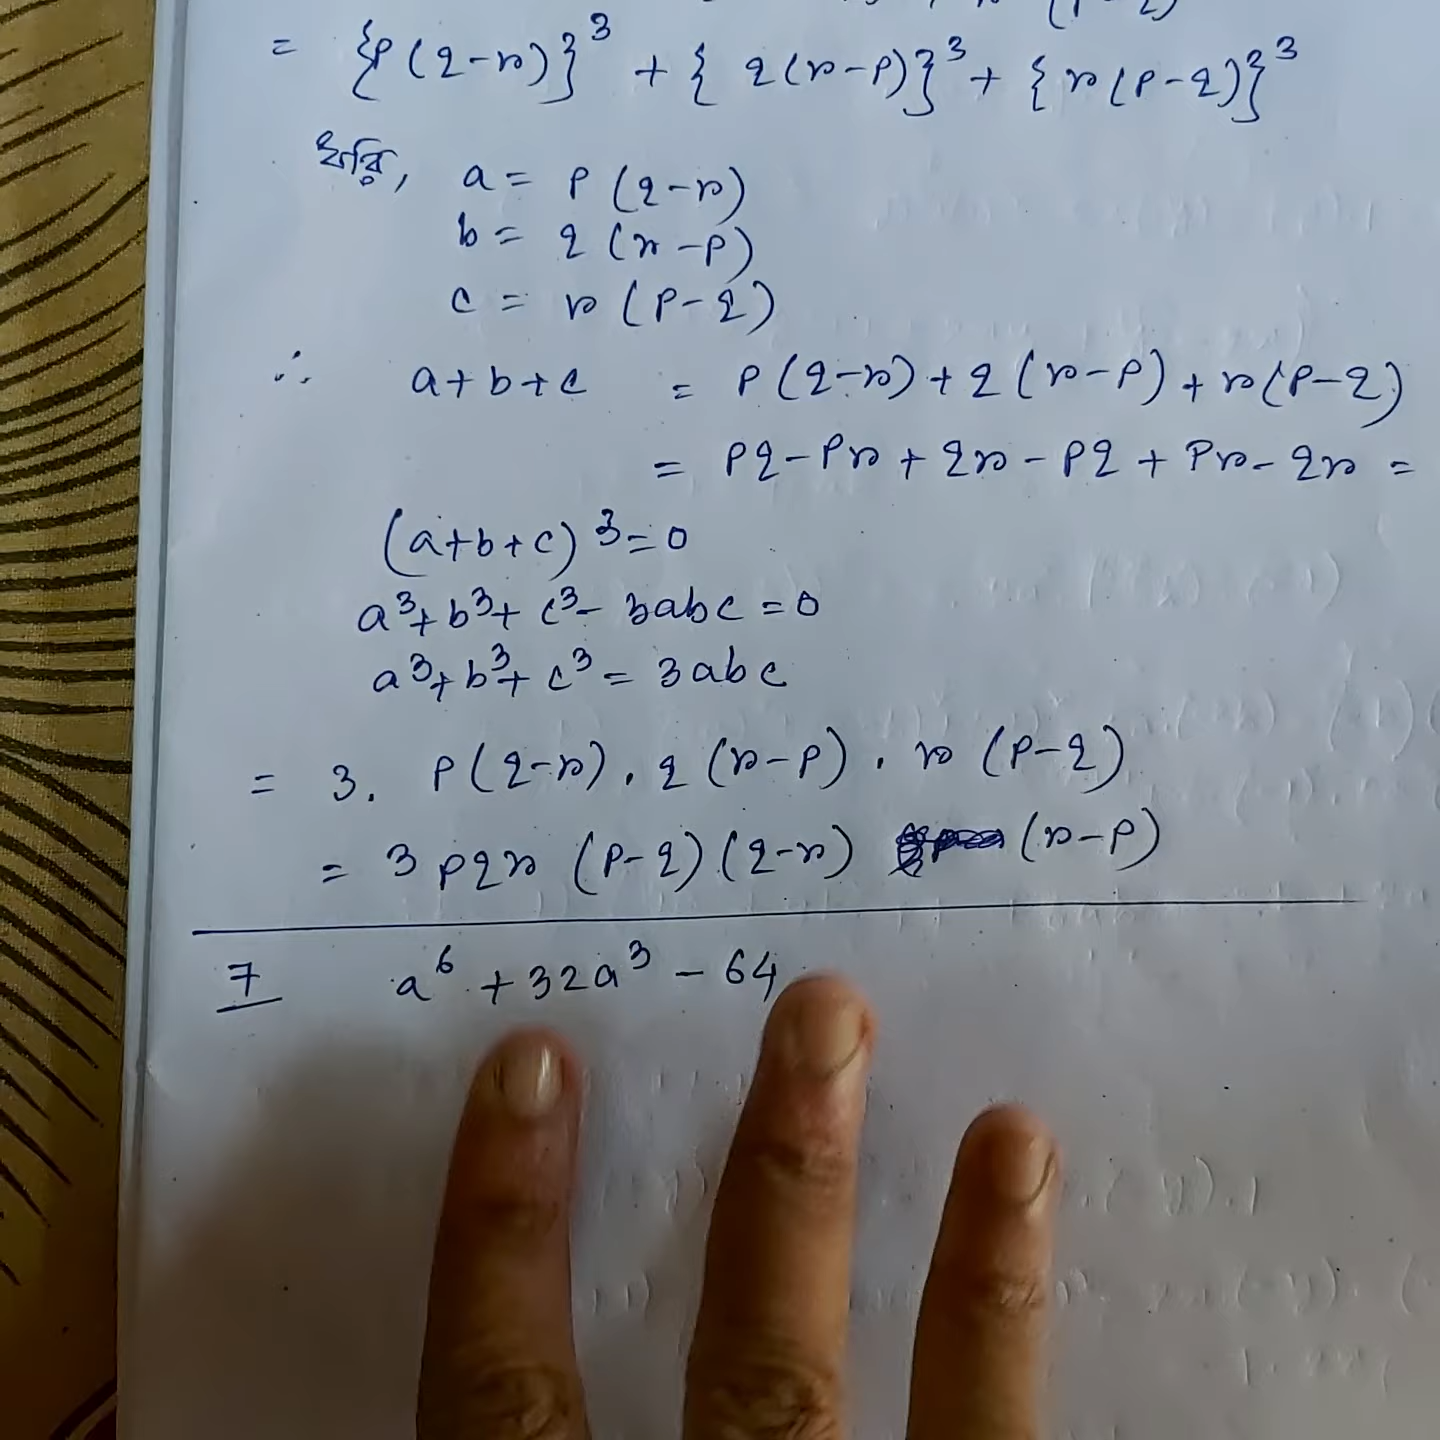 = {p(q-r)}³ + { q(r-p)}³ + {r(p-q)}³
ধরি, a = p (q-r)
b = q (r-p)
c = r (p-q)
∴ a+b+c = p(q-r)+q(r-p)+r(p-q)
= pq-pr+qr-pq+pr-qr =
(a+b+c)³=0
a³+b³+c³-3abc=0
a³+b³+c³=3abc
= 3. p(q-r).q(r-p).r(p-q)
= 3pqr (p-q)(q-r) (r-p)
7 a⁶+32a³-64